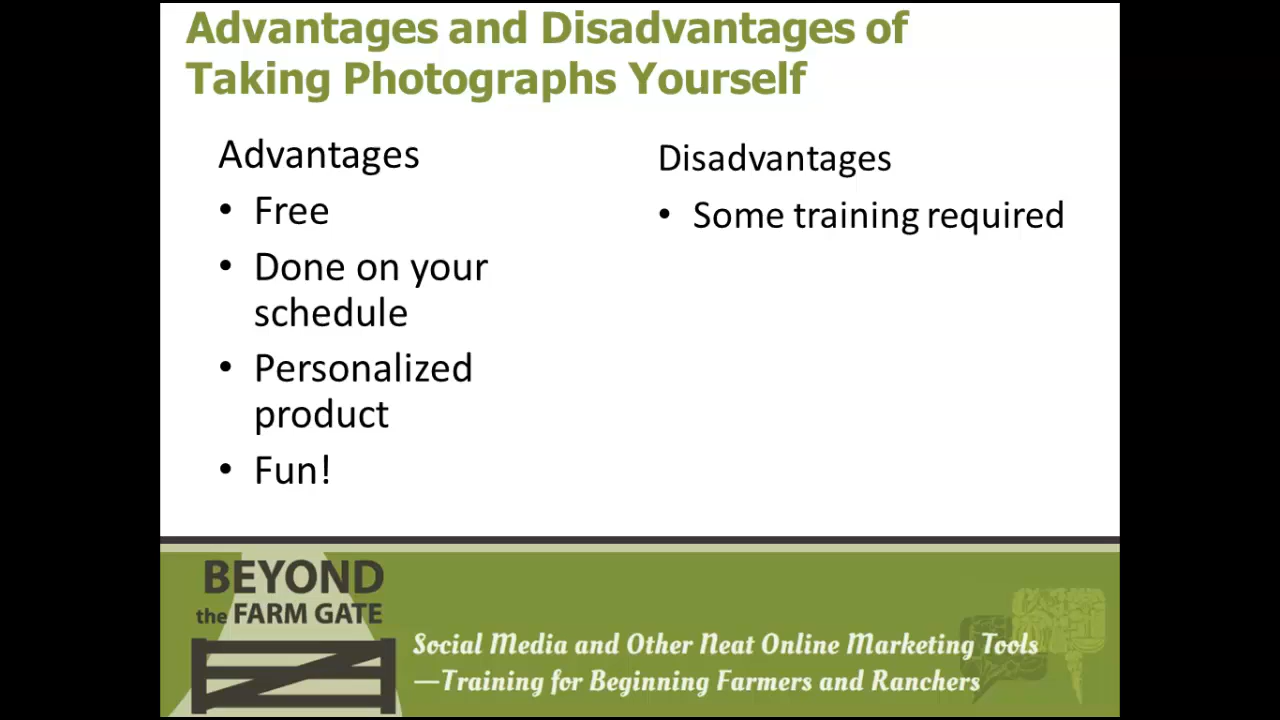 Advantages and Disadvantages of
Taking Photographs Yourself
Advantages
• Free
• Done on your
schedule
• Personalized
product
• Fun!
Disadvantages
• Some training required
BEYOND
the FARM GATE
Social Media and Other Neat Online Marketing Tools
—Training for Beginning Farmers and Ranchers